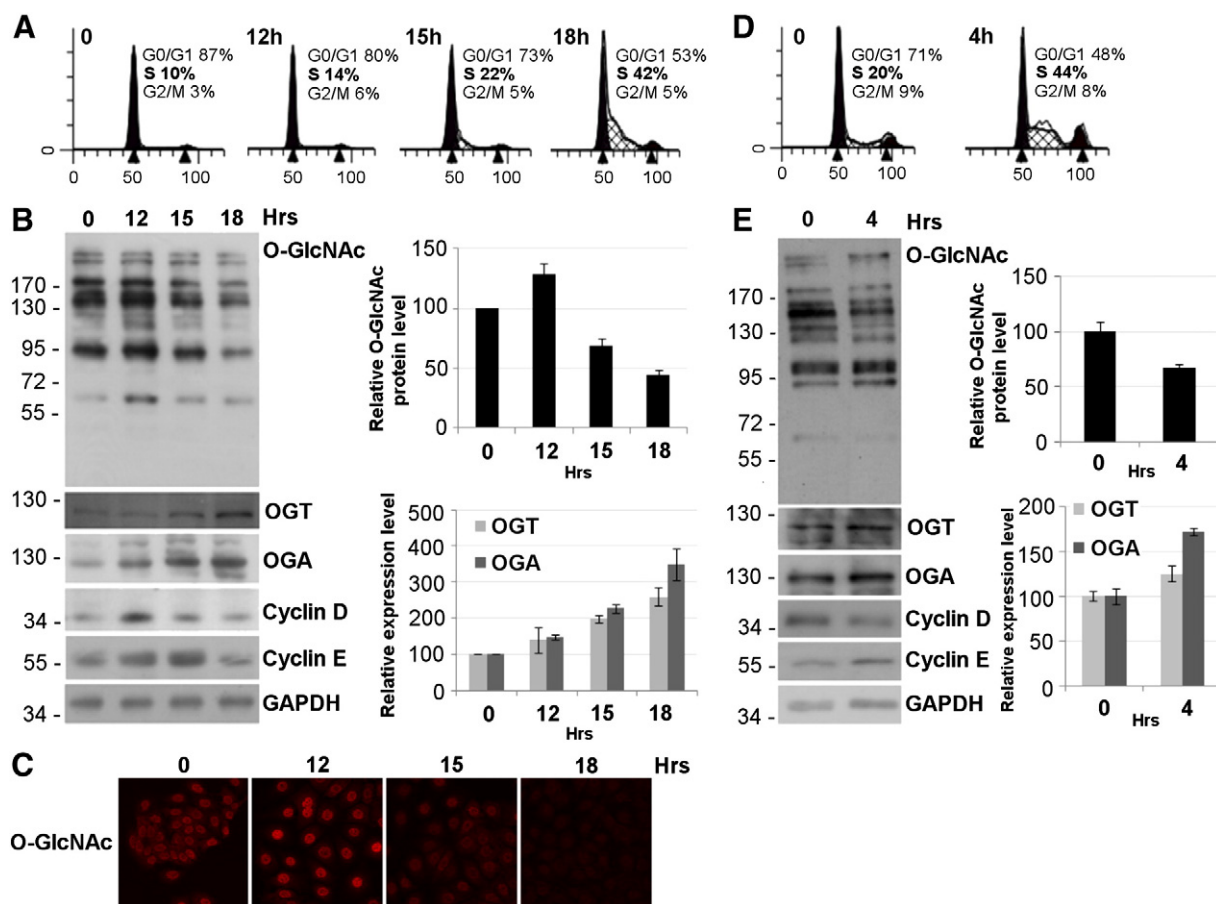 A
0
G0/G1 87%
S 10%
G2/M 3%
12h
G0/G1 80%
S 14%
G2/M 6%
15h
G0/G1 73%
S 22%
G2/M 5%
18h
G0/G1 53%
S 42%
G2/M 5%
0
0 50 100
0 50 100
0 50 100
0 50 100
D
0
G0/G1 71%
S 20%
G2/M 9%
4h
G0/G1 48%
S 44%
G2/M 8%
0
0 50 100
0 50 100
B
0 12 15 18 Hrs
O-GlcNAc
170 -
130 -
95 -
72 -
55 -
130 -
OGT
130 -
OGA
34 -
Cyclin D
55 -
Cyclin E
34 -
GAPDH
Relative O-GlcNAc
protein level
150
100
50
0
0 12 15 18
Hrs
Relative expression level
500
400
300
200
100
0
OGT
OGA
0 12 15 18
Hrs
E
0 4 Hrs
O-GlcNAc
170 -
130 -
95 -
72 -
55 -
130 -
OGT
130 -
OGA
34 -
Cyclin D
55 -
Cyclin E
34 -
GAPDH
Relative O-GlcNAc
protein level
150
100
50
0
0 Hrs 4
Relative expression level
200
150
100
50
0
OGT
OGA
0 Hrs 4
C
0 12 15 18 Hrs
O-GlcNAc